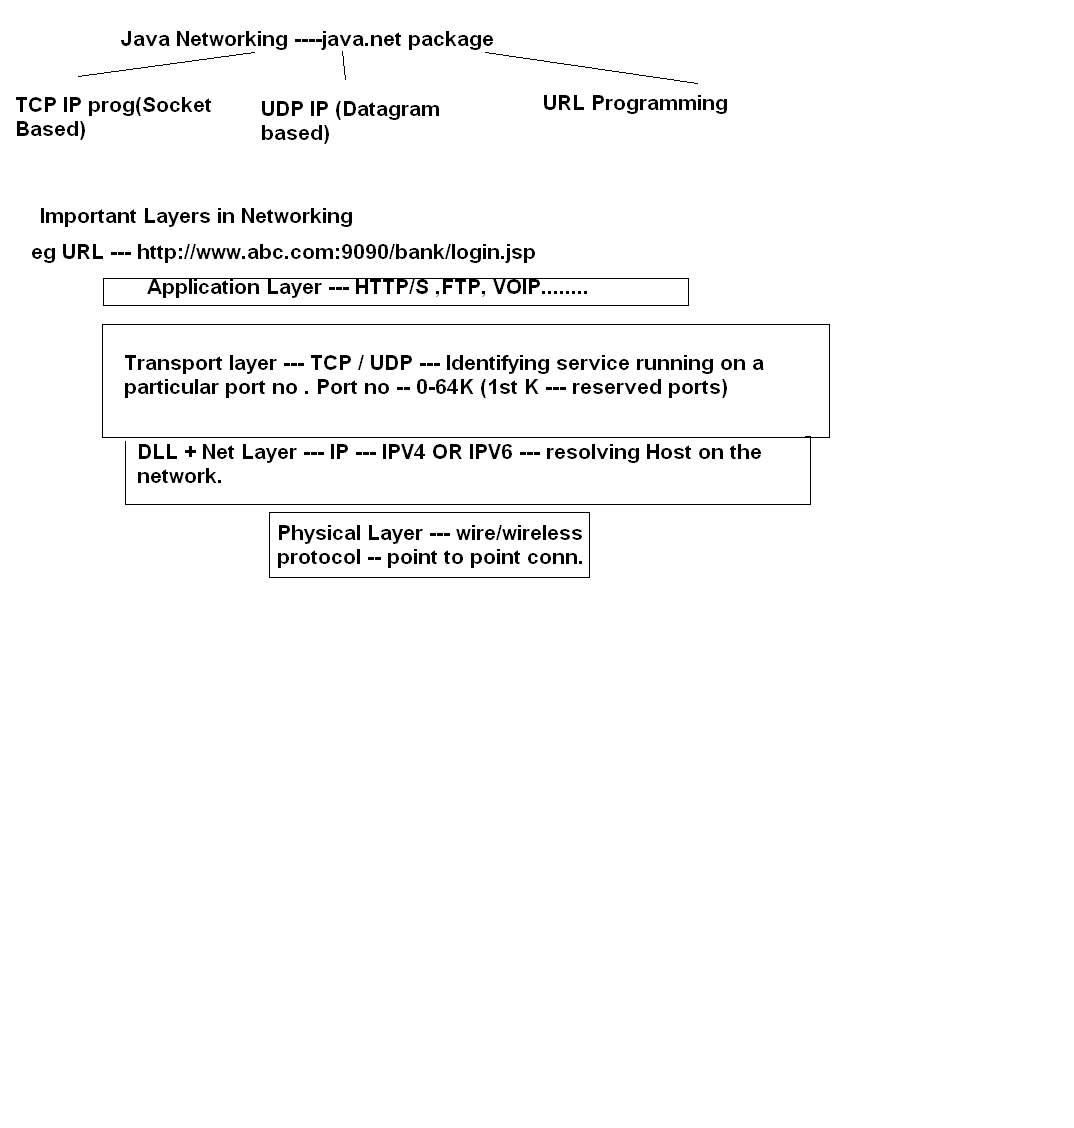 Java Networking ----java.net package
TCP IP prog(Socket
Based)
UDP IP (Datagram
based)
URL Programming
Important Layers in Networking
eg URL --- http://www.abc.com:9090/bank/login.jsp
Application Layer --- HTTP/S ,FTP, VOIP........
Transport layer --- TCP / UDP --- Identifying service running on a
particular port no . Port no -- 0-64K (1st K --- reserved ports)
DLL + Net Layer --- IP --- IPV4 OR IPV6 --- resolving Host on the
network.
Physical Layer --- wire/wireless
protocol -- point to point conn.